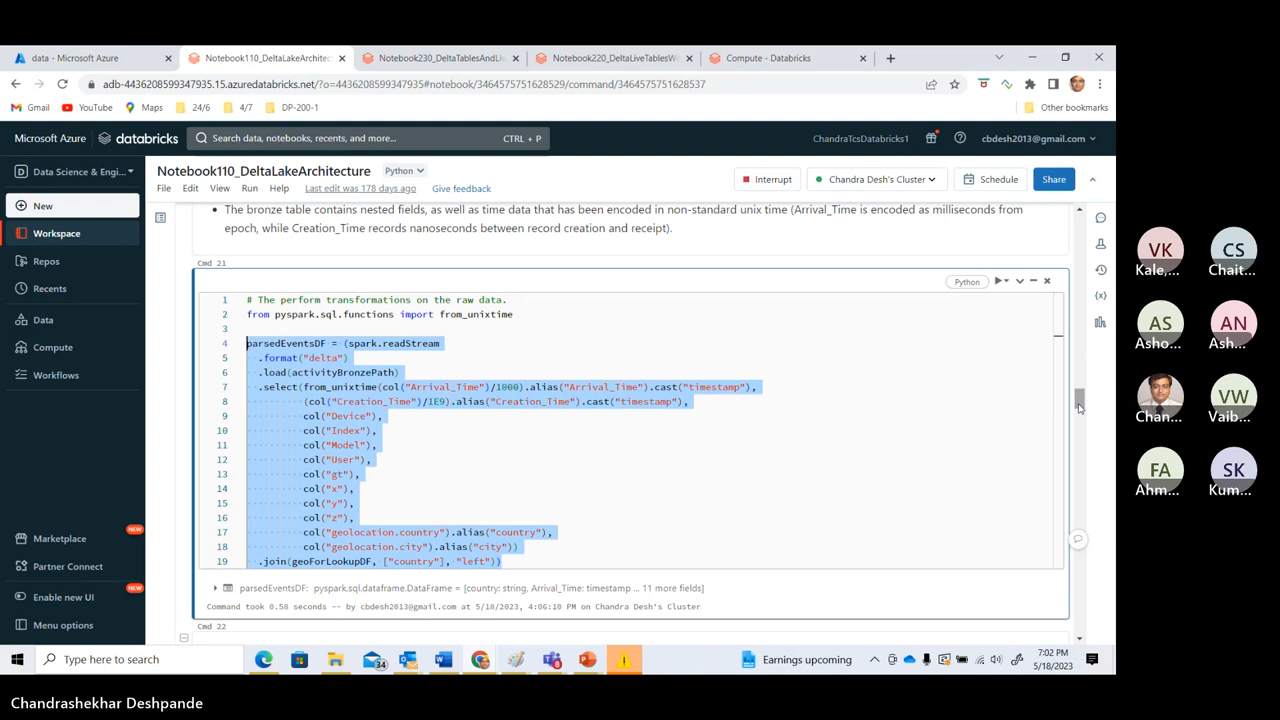 data - Microsoft Azure
Notebook110_DeltaLakeArchitec
Notebook230_DeltaTablesAndLi
Notebook220_DeltaLiveTablesWi
Compute - Databricks
adb-4436208599347935.15.azuredatabricks.net/?o=4436208599347935#notebook/3464575751628529/command/3464575751628537
Gmail
YouTube
Maps
24/6
4/7
DP-200-1
Other bookmarks
Microsoft Azure
databricks
Search data, notebooks, recents, and more...
CTRL + P
ChandraTcsDatabricks1
cbdesh2013@gmail.com
D
Data Science & Engi...
New
Workspace
Repos
Recents
Data
Compute
Workflows
Marketplace
NEW
Partner Connect
Enable new UI
NEW
Menu options
Notebook110_DeltaLakeArchitecture
Python
File
Edit
View
Run
Help
Last edit was 178 days ago
Give feedback
Interrupt
Chandra Desh's Cluster
Schedule
Share
• The bronze table contains nested fields, as well as time data that has been encoded in non-standard unix time (Arrival_Time is encoded as milliseconds from
epoch, while Creation_Time records nanoseconds between record creation and receipt).
Cmd 21
Python
1 # The perform transformations on the raw data.
2 from pyspark.sql.functions import from_unixtime
3
4 parsedEventsDF = (spark.readStream
5 .format("delta")
6 .load(activityBronzePath)
7 .select(from_unixtime(col("Arrival_Time")/1000).alias("Arrival_Time").cast("timestamp"),
8 (col("Creation_Time")/1E9).alias("Creation_Time").cast("timestamp"),
9 col("Device"),
10 col("Index"),
11 col("Model"),
12 col("User"),
13 col("gt"),
14 col("x"),
15 col("y"),
16 col("z"),
17 col("geolocation.country").alias("country"),
18 col("geolocation.city").alias("city"))
19 .join(geoForLookupDF, ["country"], "left"))
parsedEventsDF: pyspark.sql.dataframe.DataFrame = [country: string, Arrival_Time: timestamp ... 11 more fields]
Command took 0.58 seconds -- by cbdesh2013@gmail.com at 5/18/2023, 4:06:10 PM on Chandra Desh's Cluster
Cmd 22
Type here to search
34
8
Earnings upcoming
7:02 PM
5/18/2023
VK
Kale,...
CS
Chait...
AS
Asho...
AN
Ash...
Chan...
VW
Vaib...
FA
Ahm...
SK
Kum...
Chandrashekhar Deshpande